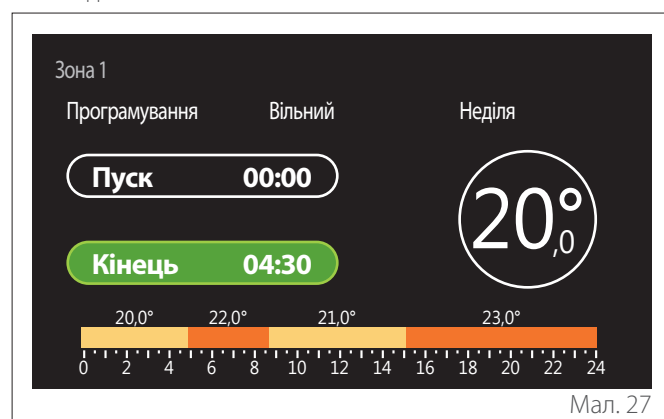 Зона 1
Програмування Вільний Неділя
Пуск 00:00
20,0°
Кінець 04:30
20,0° 22,0° 21,0° 23,0°
0 2 4 6 8 10 12 14 16 18 20 22 24
Мал. 27